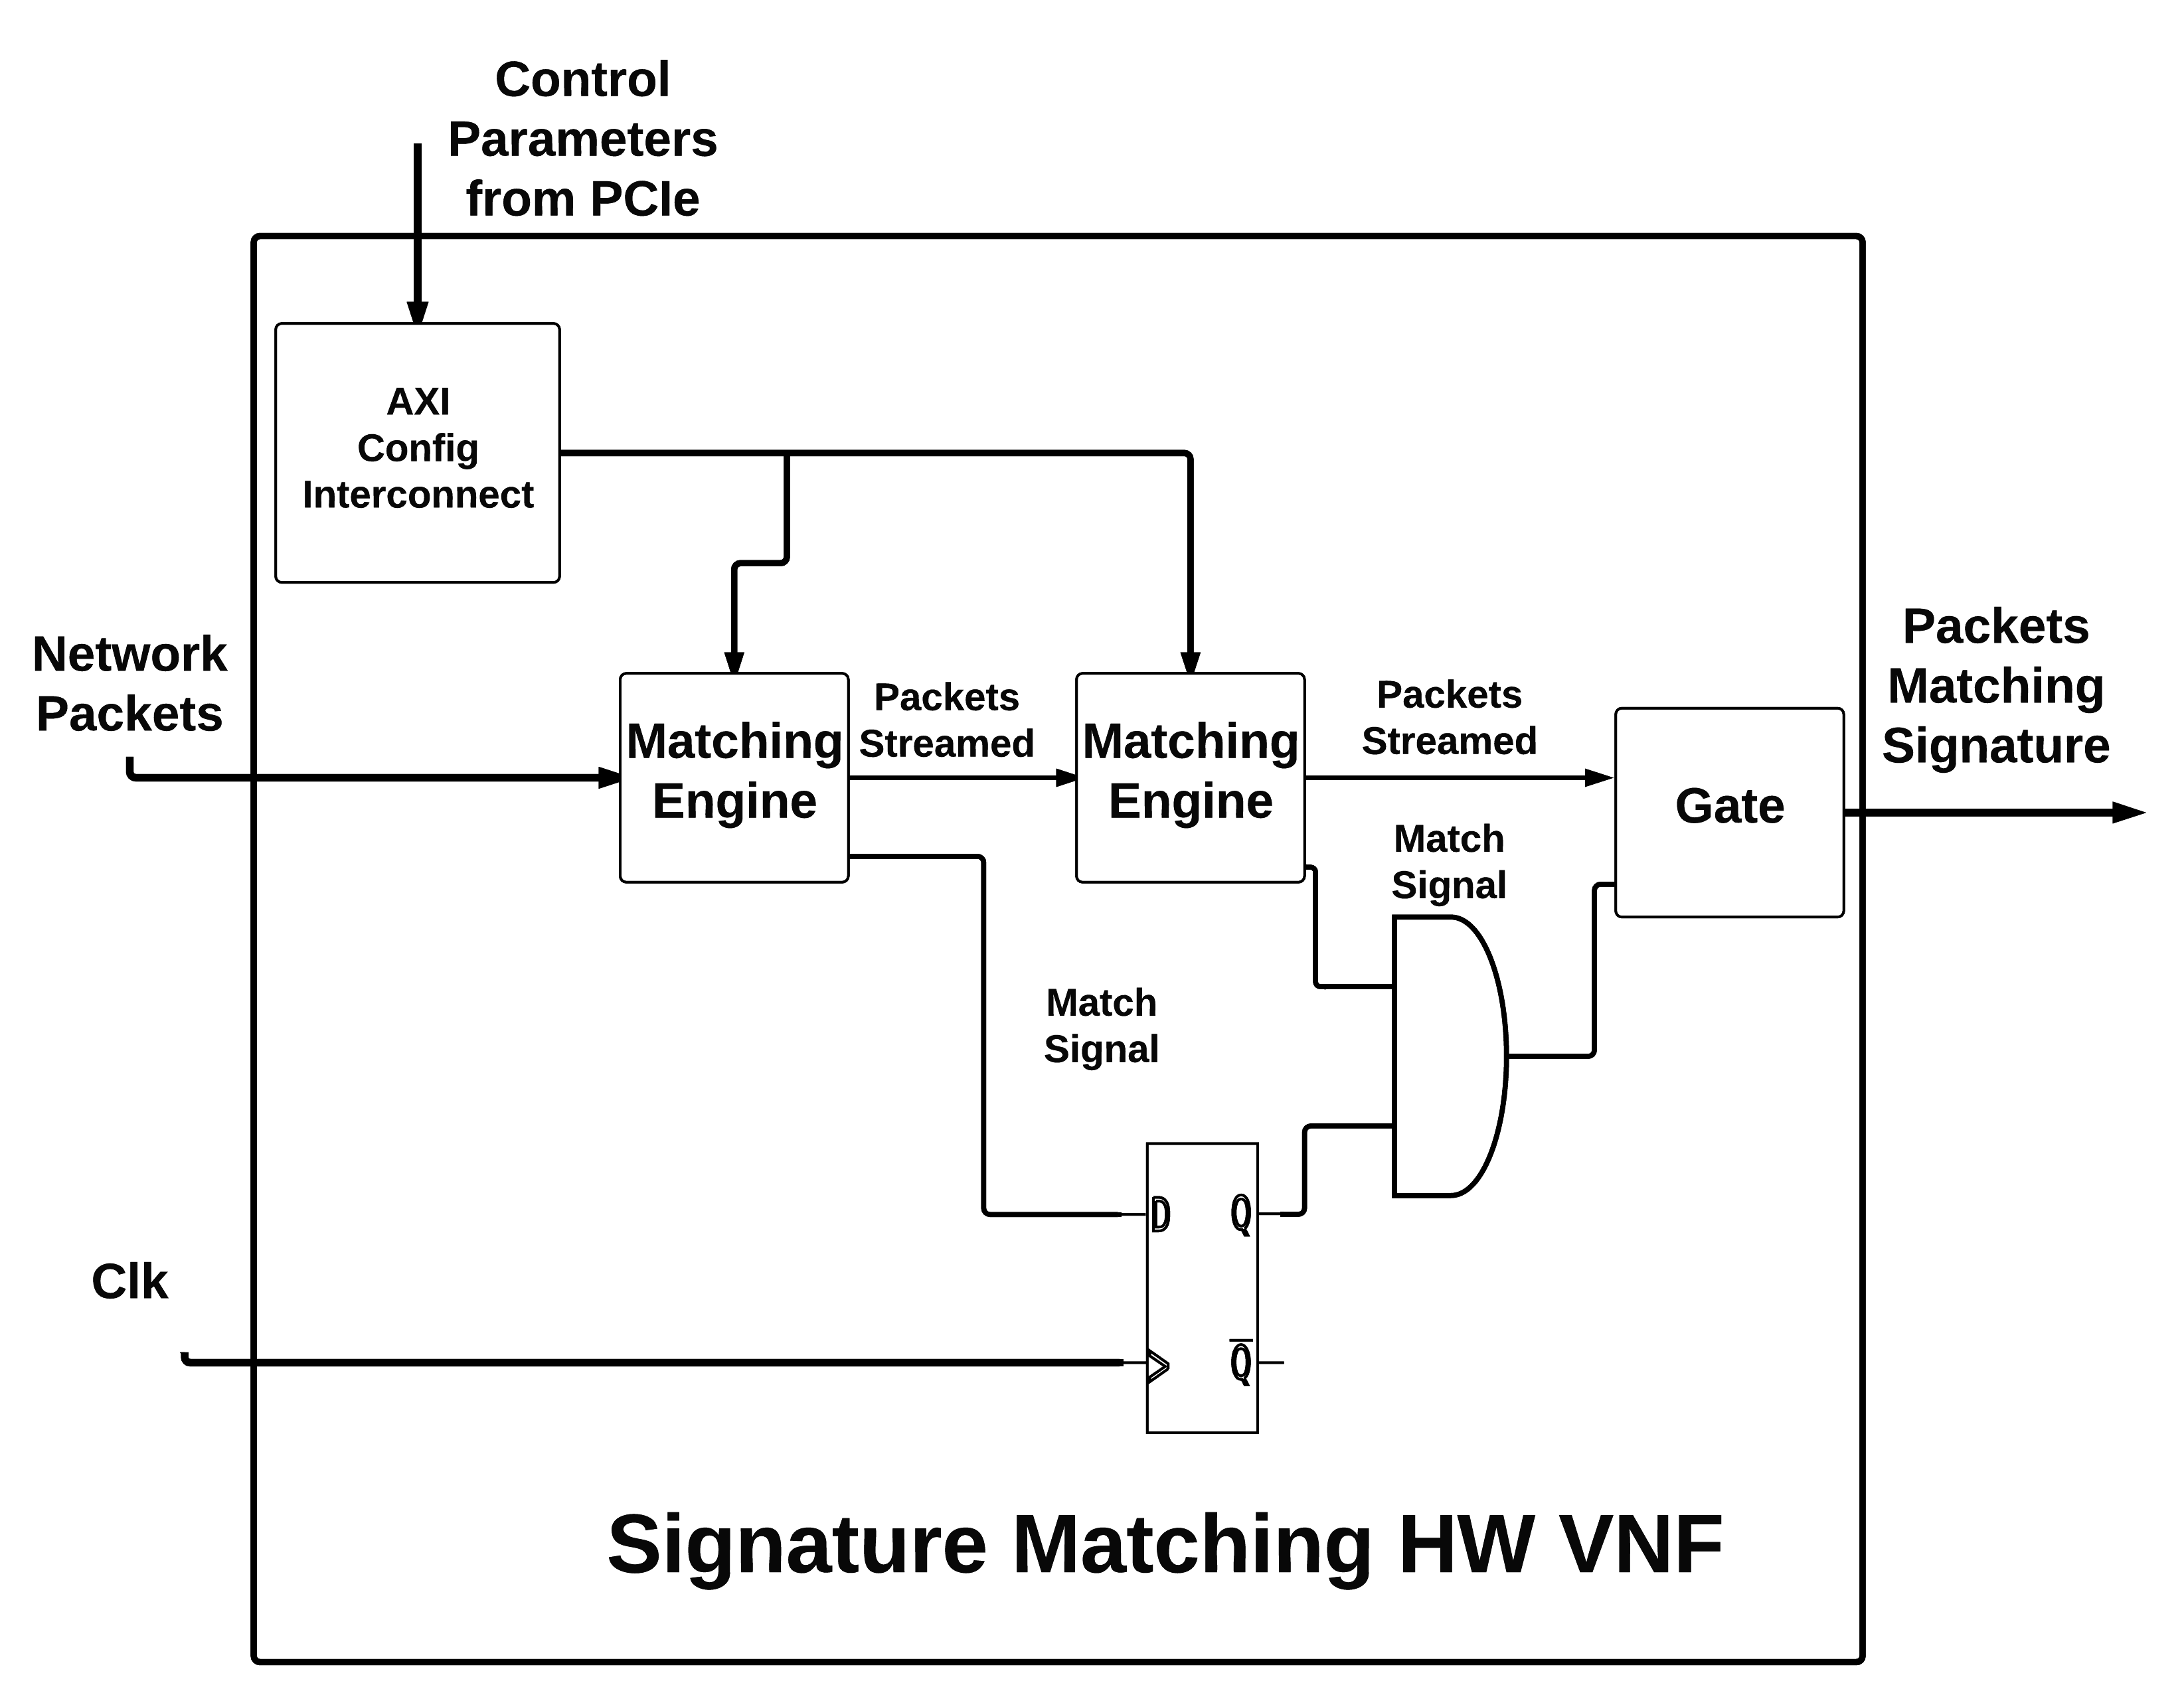 Control
Parameters
from PCIe
AXI
Config
Interconnect
Network
Packets
Matching
Engine
Packets
Streamed
Matching
Engine
Packets
Streamed
Gate
Packets
Matching
Signature
Match
Signal
Match
Signal
D
Q
Clk
Q̅
Signature Matching HW VNF